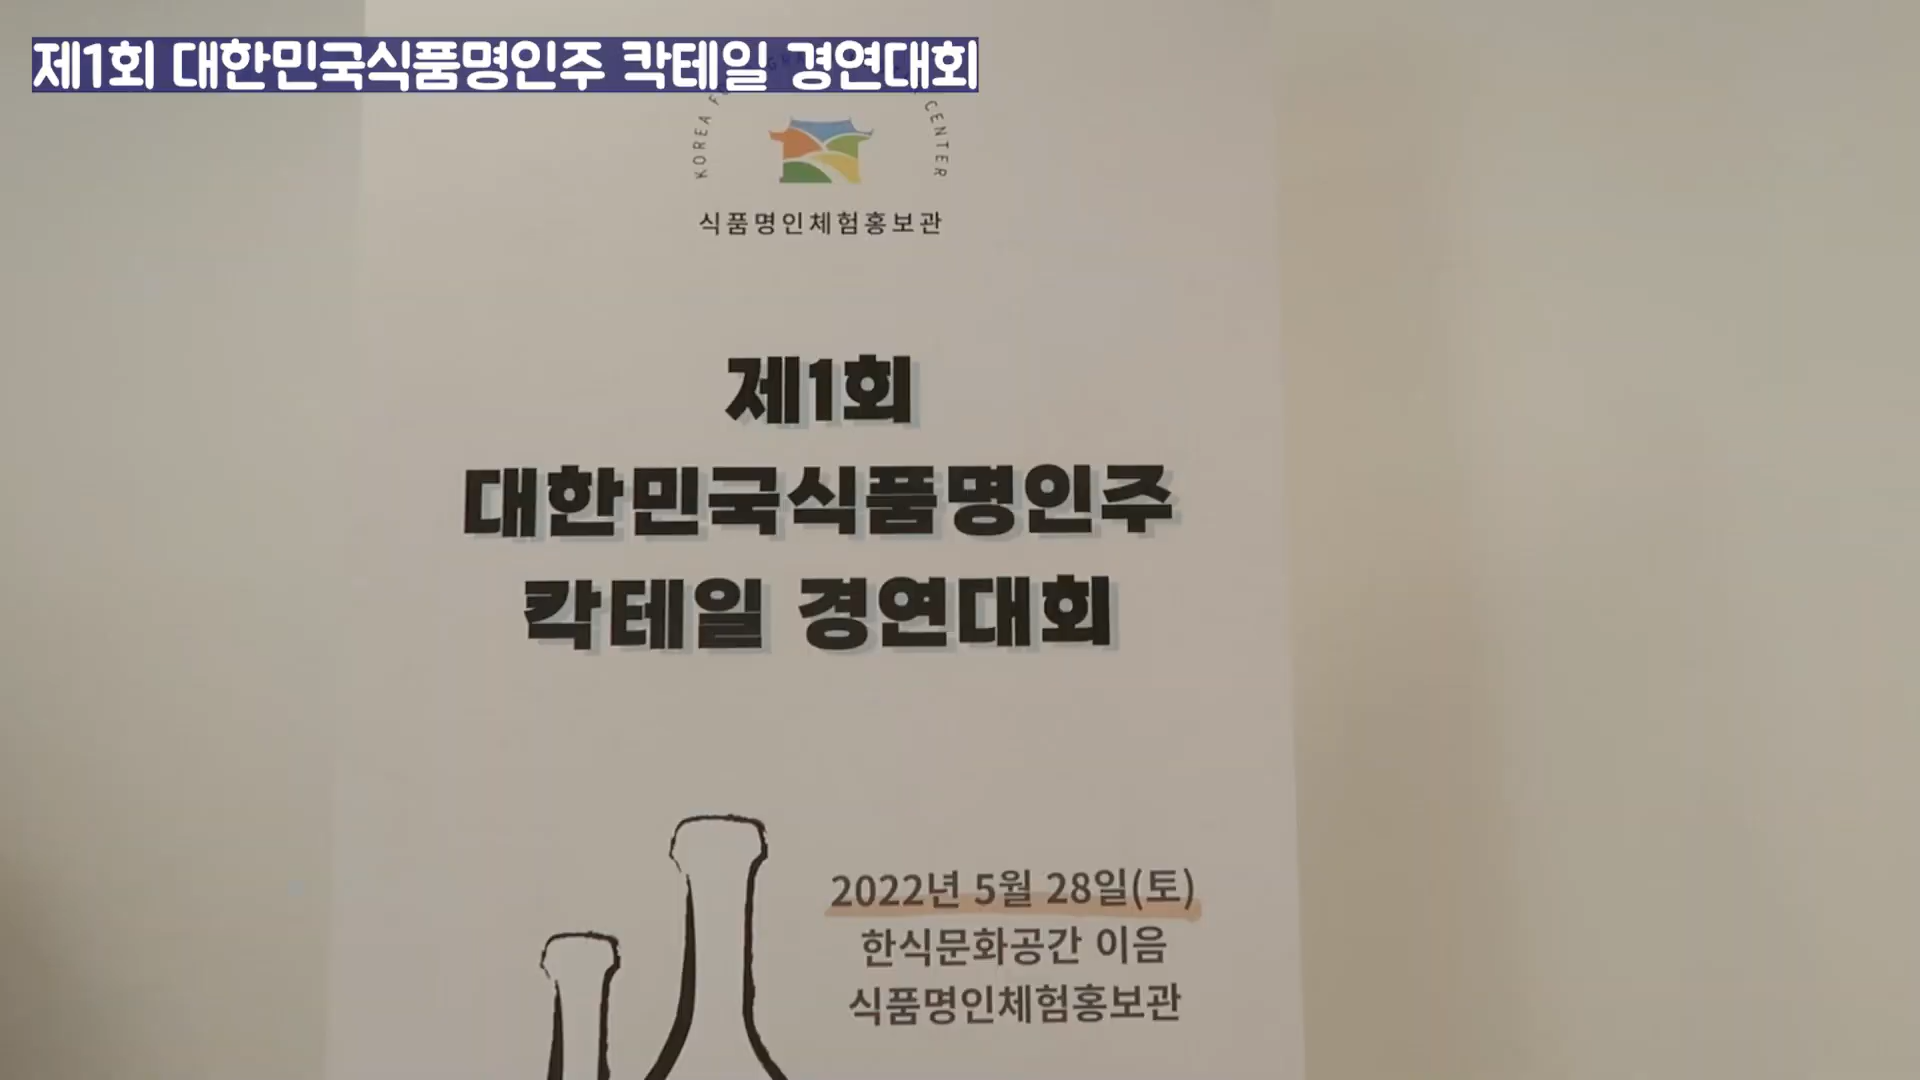 제1회 대한민국식품명인주 칵테일 경연대회
KOREA
CENTER
식품명인체험홍보관
제1회
대한민국식품명인주
칵테일 경연대회
2022년 5월 28일(토)
한식문화공간 이음
식품명인체험홍보관